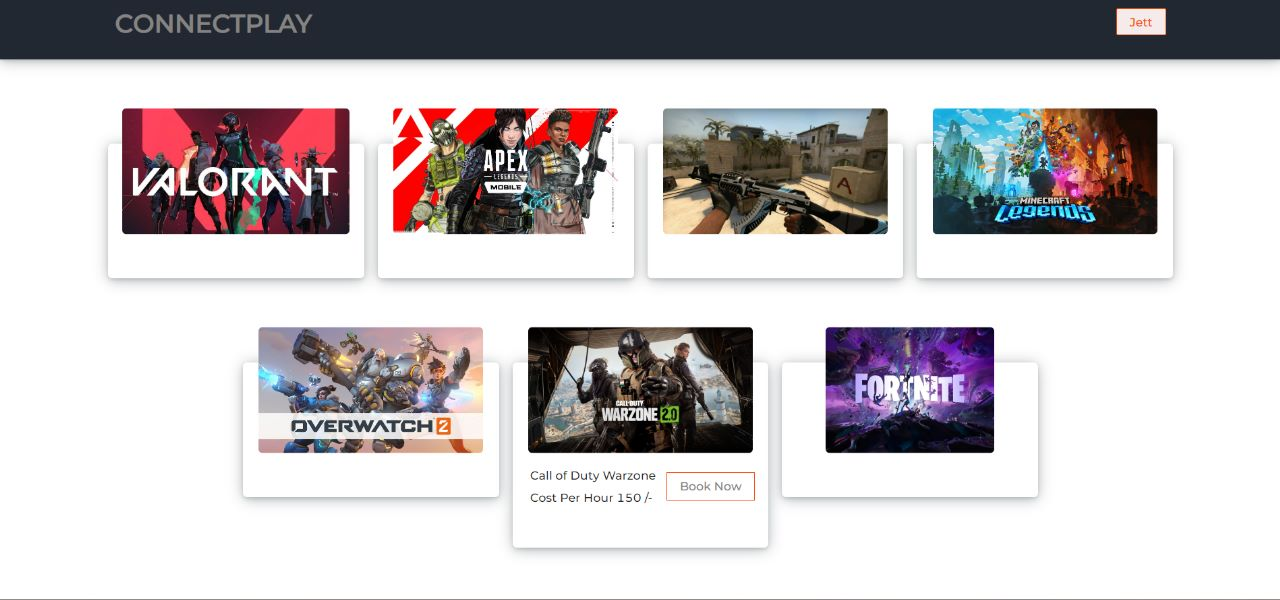 CONNECTPLAY
Jett
VALORANT
APEX
LEGENDS
MOBILE
A
MINECRAFT
Legends
OVERWATCH 2
CALL OF DUTY
WARZONE 2.0
FORTNITE
Call of Duty Warzone
Book Now
Cost Per Hour 150 /-